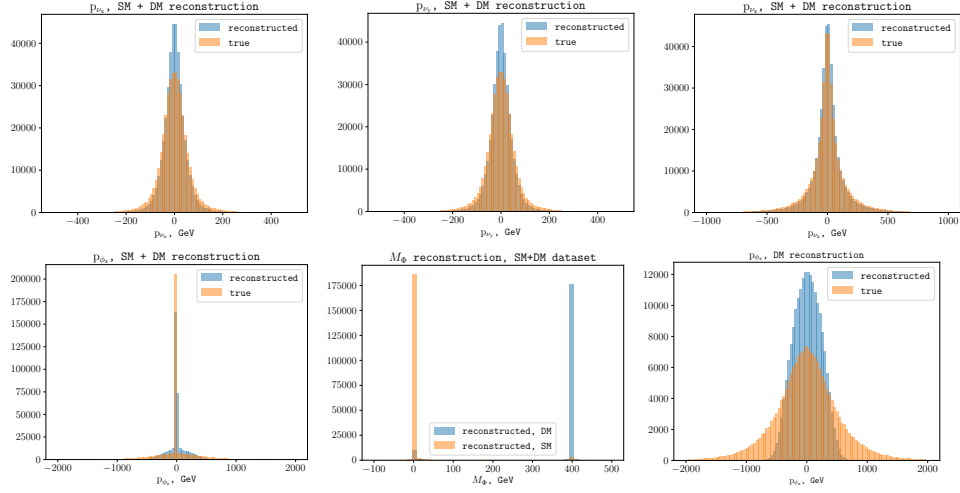 p_{ν_x}, SM + DM reconstruction
reconstructed
true
40000
30000
20000
10000
0
−400 −200 0 200 400
p_{ν_x}, GeV
p_{ν_y}, SM + DM reconstruction
reconstructed
true
40000
30000
20000
10000
0
−400 −200 0 200 400
p_{ν_y}, GeV
p_{ν_z}, SM + DM reconstruction
reconstructed
true
40000
30000
20000
10000
0
−1000 −500 0 500 1000
p_{ν_z}, GeV
p_{ϕ_z}, SM + DM reconstruction
reconstructed
true
200000
175000
150000
125000
100000
75000
50000
25000
0
−2000 −1000 0 1000 2000
p_{ϕ_z}, GeV
M_Φ reconstruction, SM+DM dataset
175000
150000
125000
100000
75000
50000
25000
0
reconstructed, DM
reconstructed, SM
−100 0 100 200 300 400 500
M_Φ, GeV
p_{ϕ_z}, DM reconstruction
reconstructed
true
12000
10000
8000
6000
4000
2000
0
−2000 −1000 0 1000 2000
p_{ϕ_z}, GeV